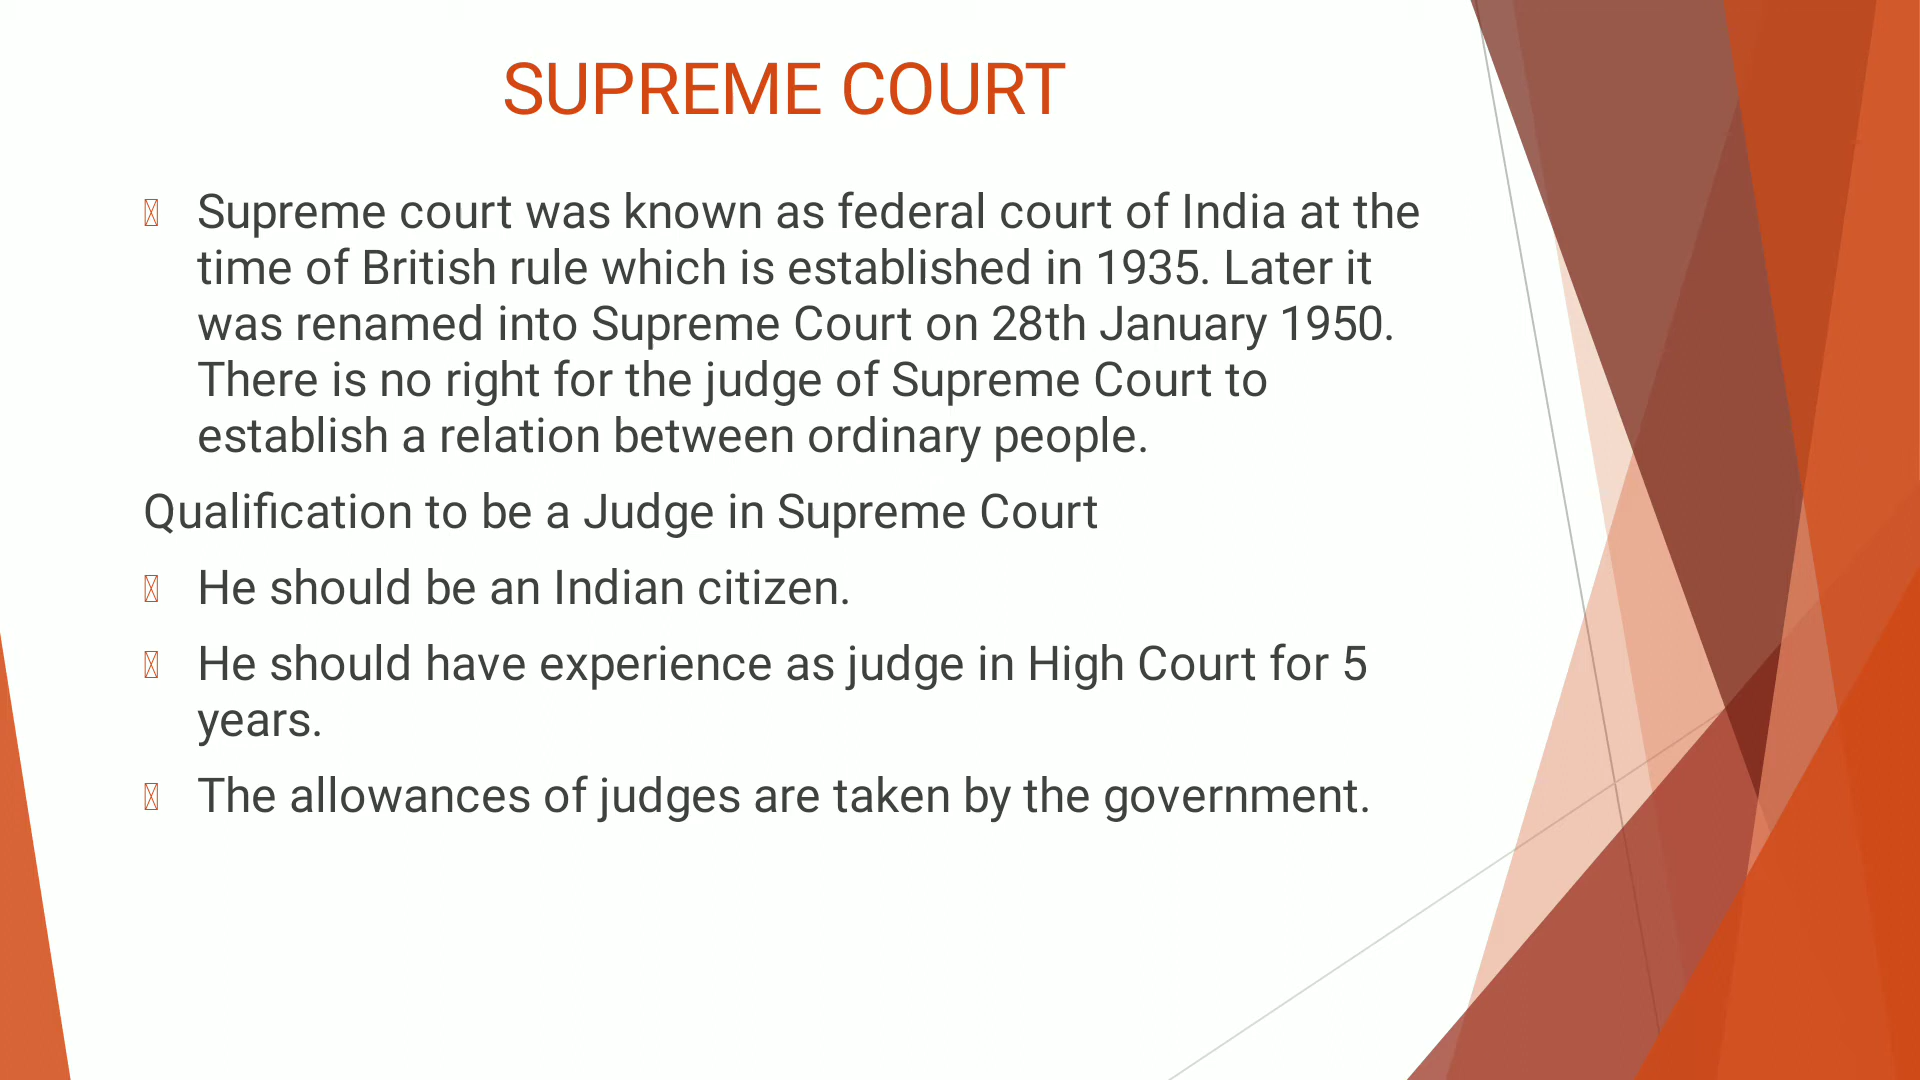 SUPREME COURT
Supreme court was known as federal court of India at the
time of British rule which is established in 1935. Later it
was renamed into Supreme Court on 28th January 1950.
There is no right for the judge of Supreme Court to
establish a relation between ordinary people.
Qualification to be a Judge in Supreme Court
He should be an Indian citizen.
He should have experience as judge in High Court for 5
years.
The allowances of judges are taken by the government.